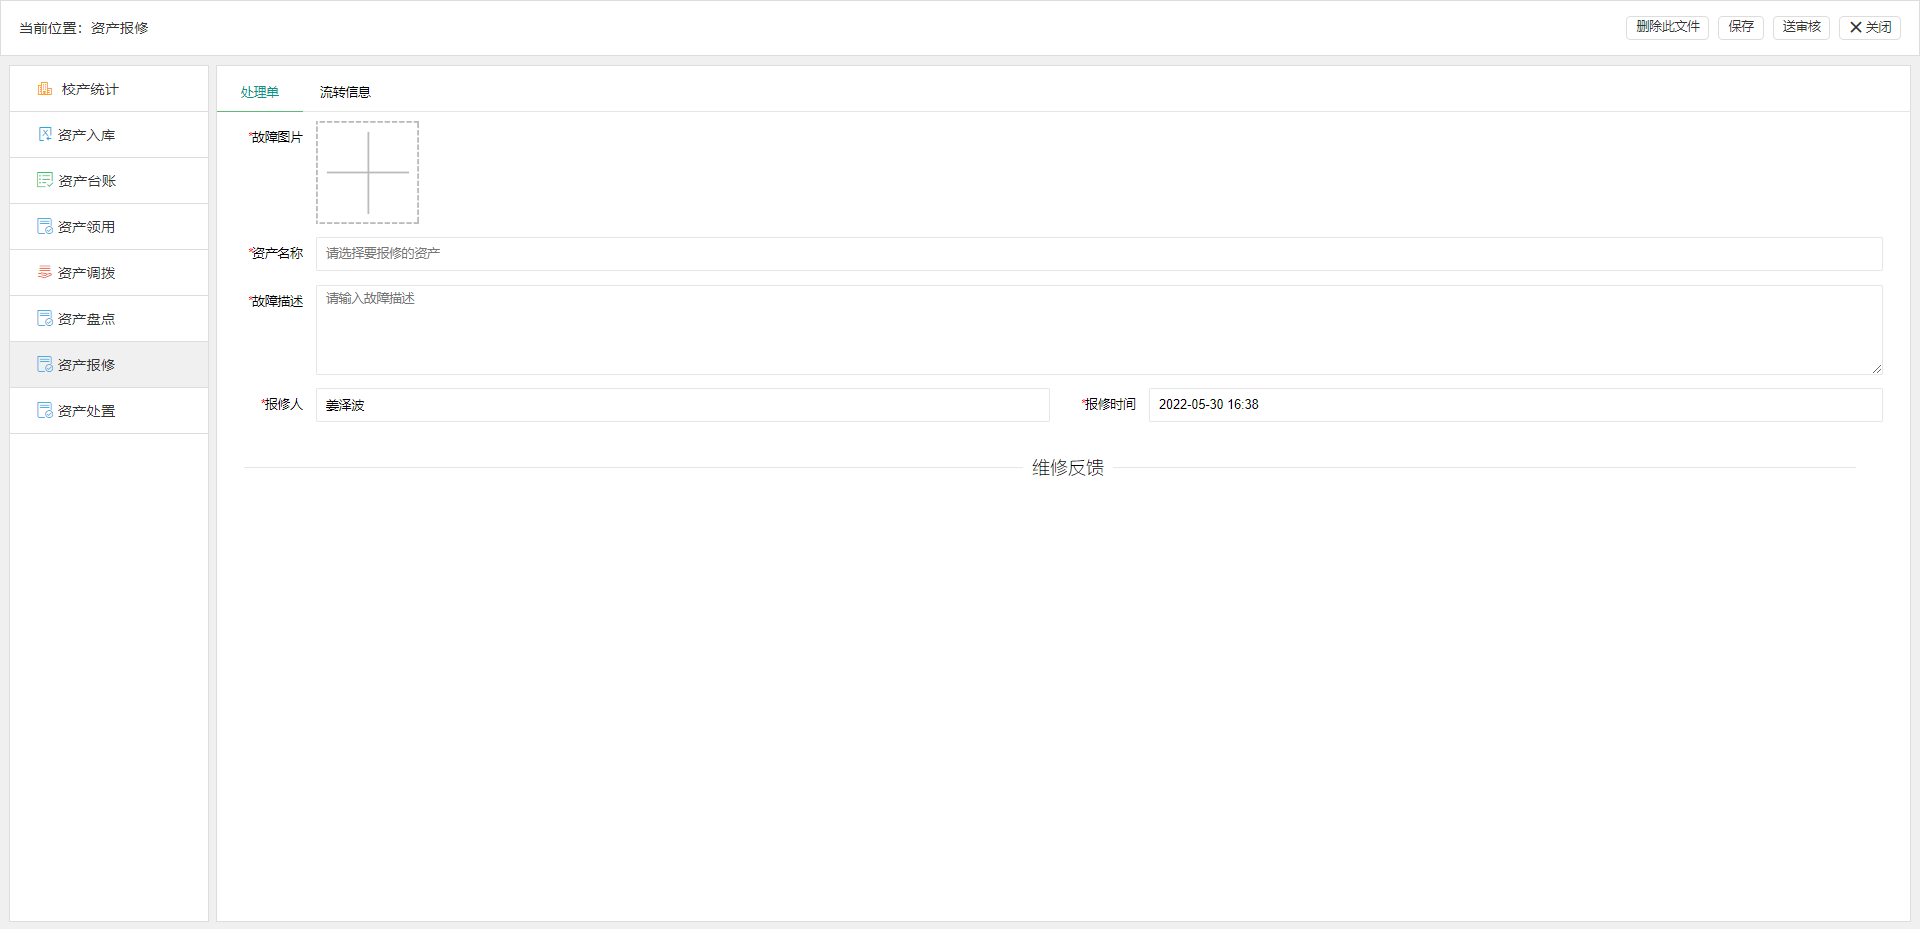 当前位置：资产报修
删除此文件 保存 送审核 关闭
校产统计
资产入库
资产台账
资产领用
资产调拨
资产盘点
资产报修
资产处置
处理单 流转信息
*故障图片
*资产名称 请选择要报修的资产
*故障描述 请输入故障描述
*报修人 姜泽波 *报修时间 2022-05-30 16:38
维修反馈